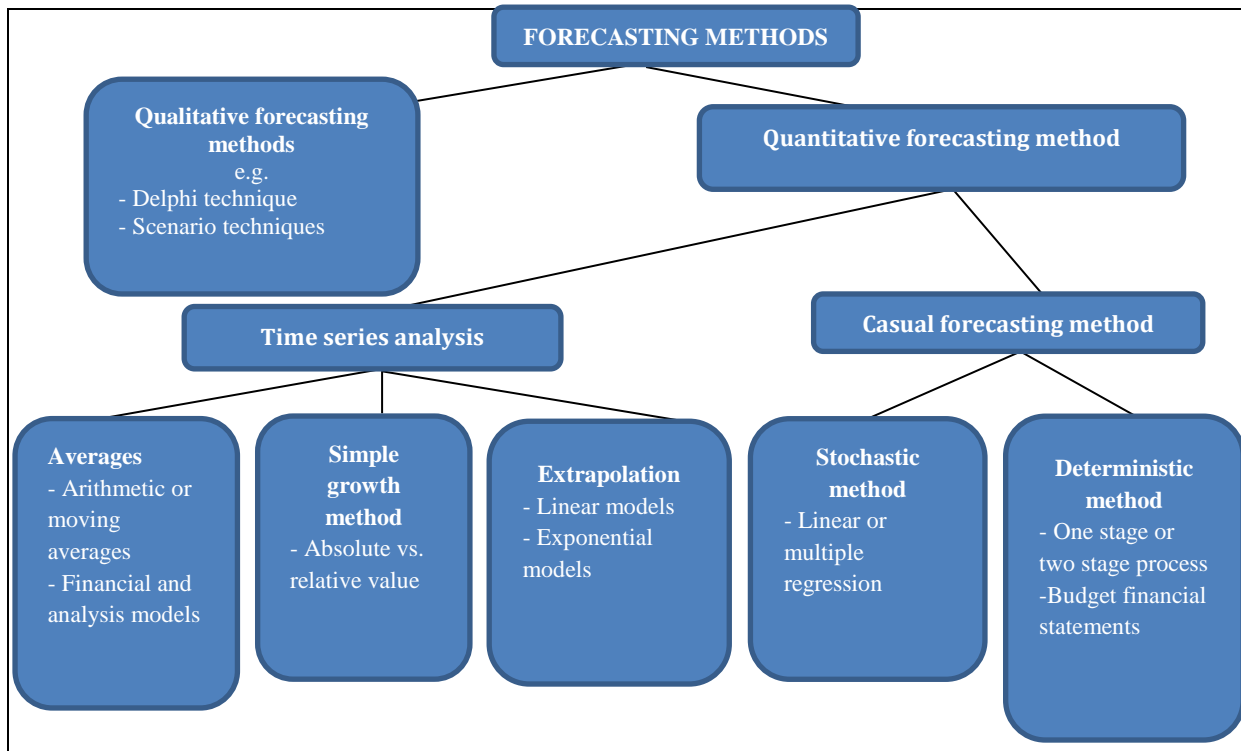 FORECASTING METHODS
Qualitative forecasting
methods
e.g.
- Delphi technique
- Scenario techniques
Quantitative forecasting method
Time series analysis
Casual forecasting method
Averages
- Arithmetic or
moving
averages
- Financial and
analysis models
Simple
growth
method
- Absolute vs.
relative value
Extrapolation
- Linear models
- Exponential
models
Stochastic
method
- Linear or
multiple
regression
Deterministic
method
- One stage or
two stage process
-Budget financial
statements